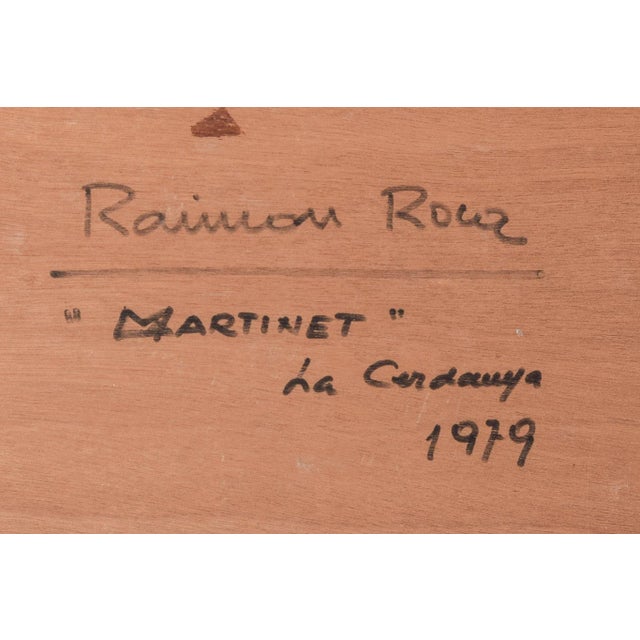 Raimon Roca
" MARTINET "
La Cerdanya
1979